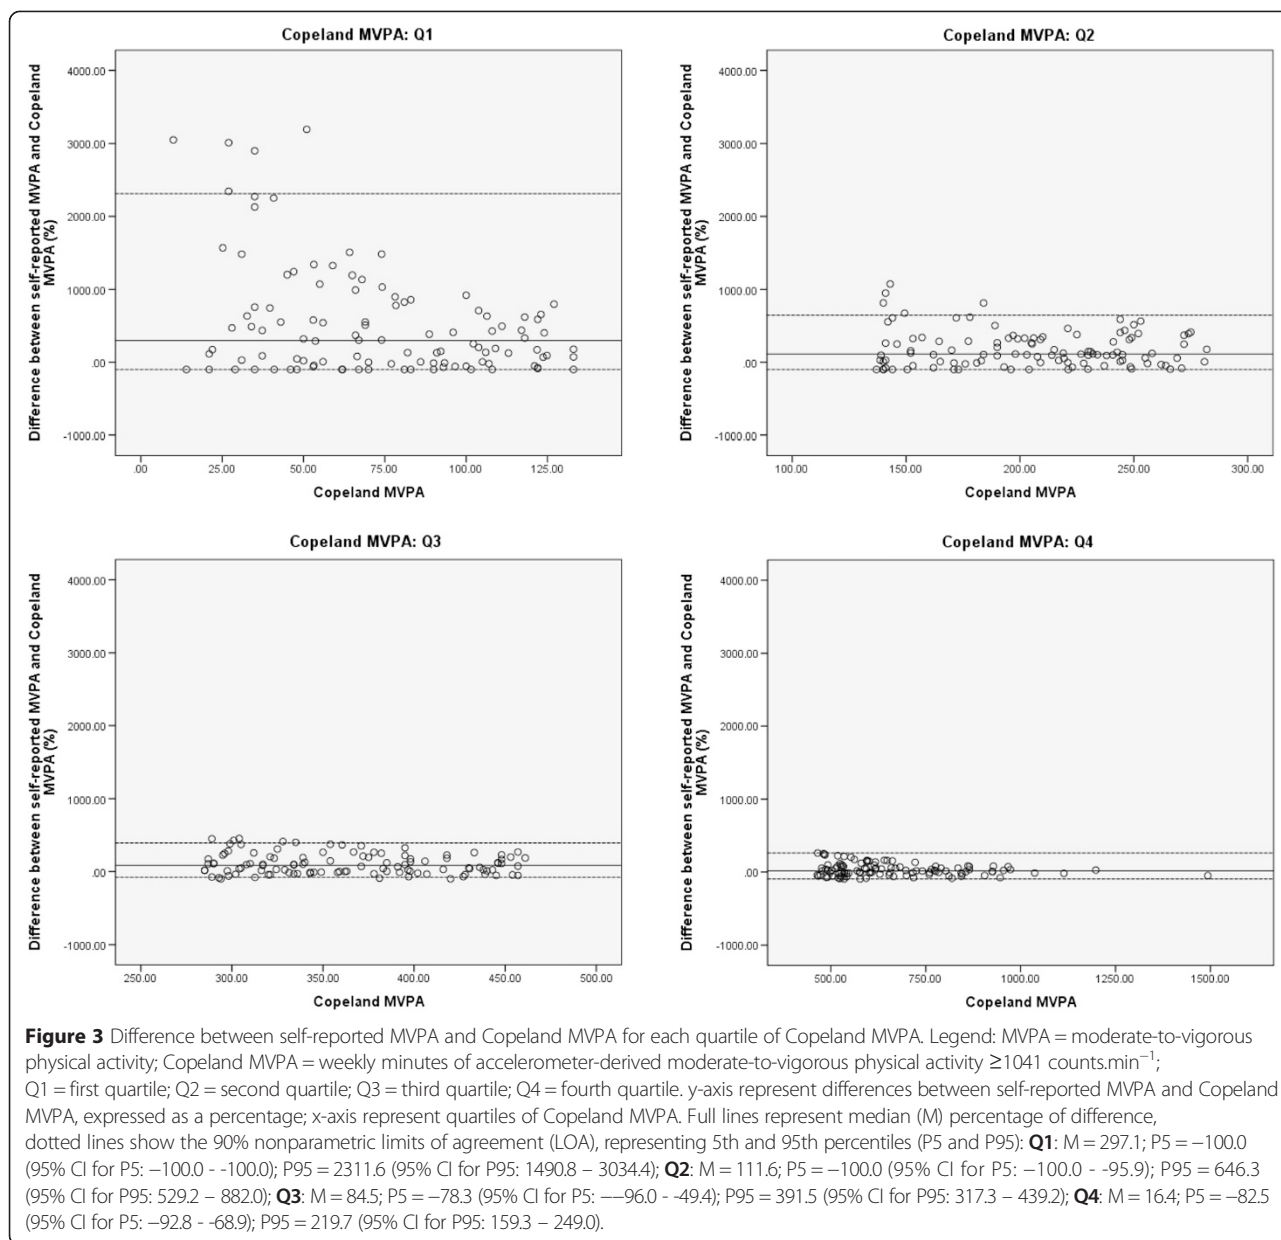 Copeland MVPA: Q1
Difference between self-reported MVPA and Copeland
MVPA (%)
4000.00
3000.00
2000.00
1000.00
.00
-1000.00
.00 25.00 50.00 75.00 100.00 125.00
Copeland MVPA
Copeland MVPA: Q2
Difference between self-reported MVPA and Copeland
MVPA (%)
4000.00
3000.00
2000.00
1000.00
.00
-1000.00
100.00 150.00 200.00 250.00 300.00
Copeland MVPA
Copeland MVPA: Q3
Difference between self-reported MVPA and Copeland
MVPA (%)
4000.00
3000.00
2000.00
1000.00
.00
-1000.00
250.00 300.00 350.00 400.00 450.00 500.00
Copeland MVPA
Copeland MVPA: Q4
Difference between self-reported MVPA and Copeland
MVPA (%)
4000.00
3000.00
2000.00
1000.00
.00
-1000.00
500.00 750.00 1000.00 1250.00 1500.00
Copeland MVPA
Figure 3 Difference between self-reported MVPA and Copeland MVPA for each quartile of Copeland MVPA. Legend: MVPA = moderate-to-vigorous
physical activity; Copeland MVPA = weekly minutes of accelerometer-derived moderate-to-vigorous physical activity ≥1041 counts.min⁻¹;
Q1 = first quartile; Q2 = second quartile; Q3 = third quartile; Q4 = fourth quartile. y-axis represent differences between self-reported MVPA and Copeland
MVPA, expressed as a percentage; x-axis represent quartiles of Copeland MVPA. Full lines represent median (M) percentage of difference,
dotted lines show the 90% nonparametric limits of agreement (LOA), representing 5th and 95th percentiles (P5 and P95): Q1: M = 297.1; P5 = −100.0
(95% CI for P5: −100.0 - -100.0); P95 = 2311.6 (95% CI for P95: 1490.8 – 3034.4); Q2: M = 111.6; P5 = −100.0 (95% CI for P5: −100.0 - -95.9); P95 = 646.3
(95% CI for P95: 529.2 – 882.0); Q3: M = 84.5; P5 = −78.3 (95% CI for P5: −−96.0 - -49.4); P95 = 391.5 (95% CI for P95: 317.3 – 439.2); Q4: M = 16.4; P5 = −82.5
(95% CI for P5: −92.8 - -68.9); P95 = 219.7 (95% CI for P95: 159.3 – 249.0).